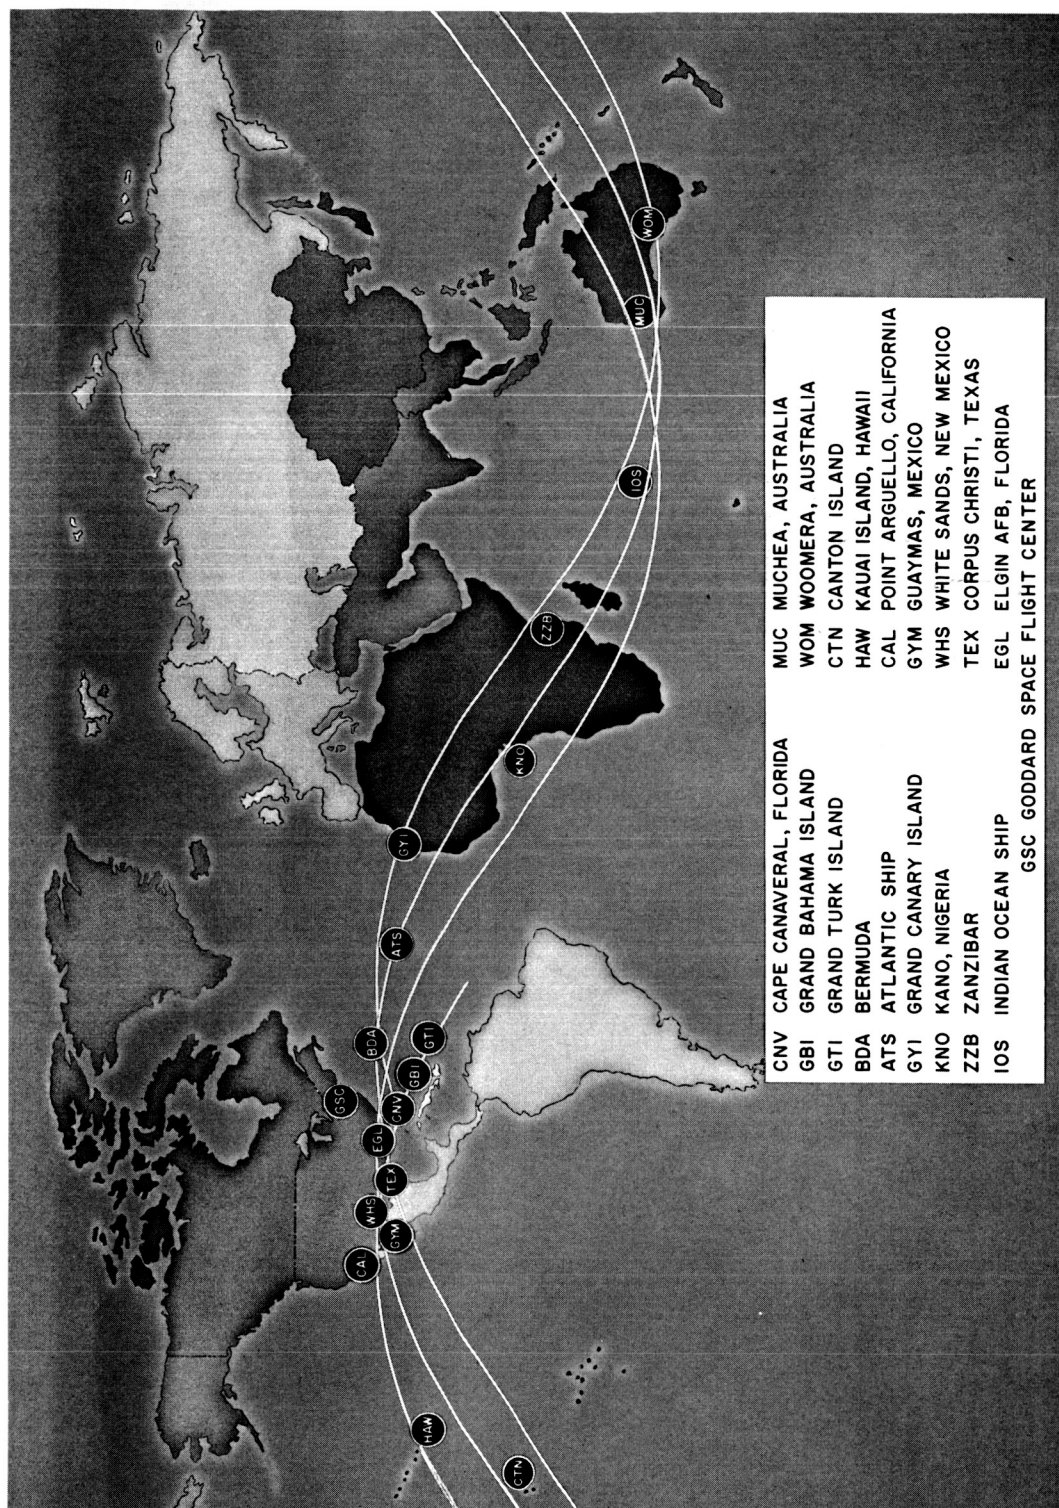 HAW
CTN
CAL
GYM
WHS
TEX
EGL
CNV
GSC
GBI
GTI
BDA
ATS
GYI
KNO
ZZB
IOS
MUC
WOM
CNV CAPE CANAVERAL, FLORIDA
GBI GRAND BAHAMA ISLAND
GTI GRAND TURK ISLAND
BDA BERMUDA
ATS ATLANTIC SHIP
GYI GRAND CANARY ISLAND
KNO KANO, NIGERIA
ZZB ZANZIBAR
IOS INDIAN OCEAN SHIP
MUC MUCHEA, AUSTRALIA
WOM WOOMERA, AUSTRALIA
CTN CANTON ISLAND
HAW KAUAI ISLAND, HAWAII
CAL POINT ARGUELLO, CALIFORNIA
GYM GUAYMAS, MEXICO
WHS WHITE SANDS, NEW MEXICO
TEX CORPUS CHRISTI, TEXAS
EGL ELGIN AFB, FLORIDA
GSC GODDARD SPACE FLIGHT CENTER